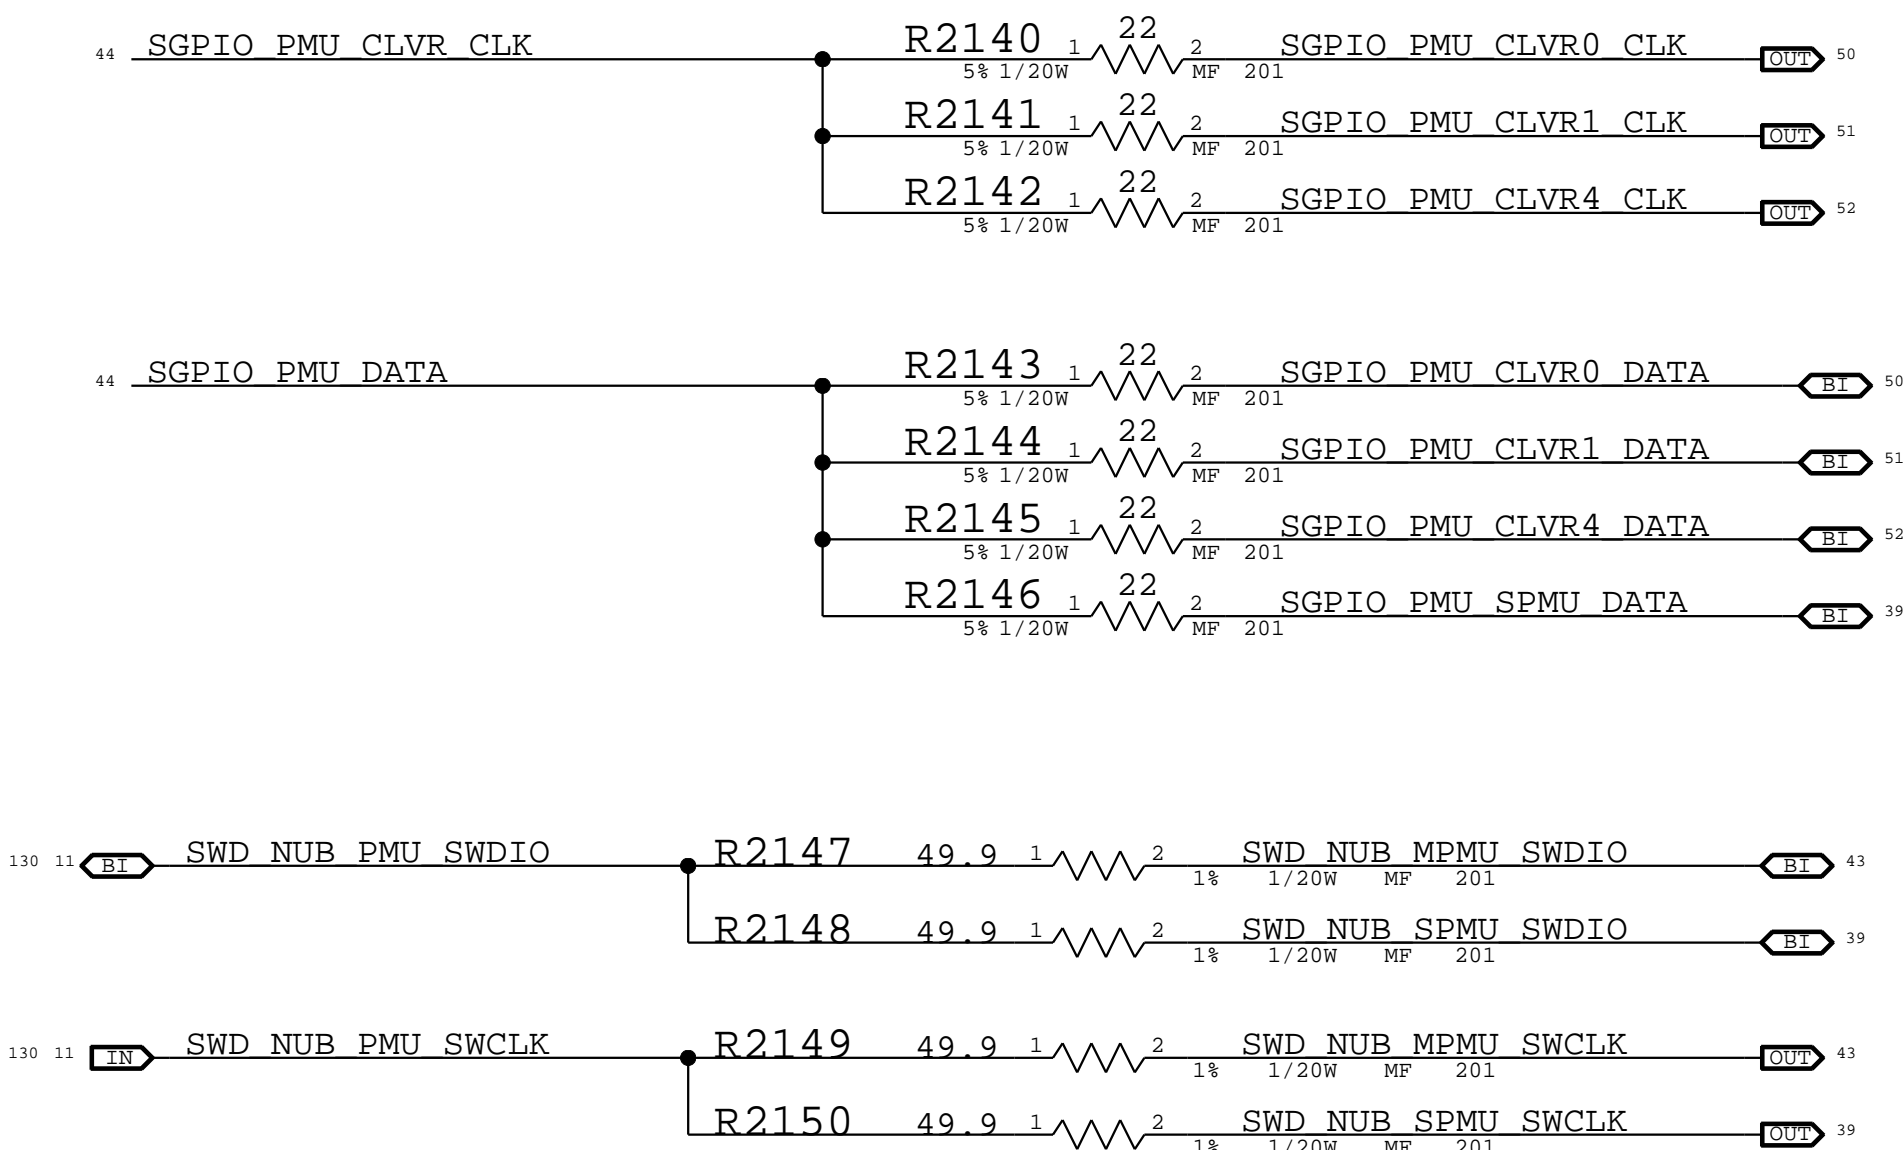 R2140 22
44 SGPIO_PMU_CLVR_CLK 1 2 SGPIO_PMU_CLVR0_CLK OUT 50
5% 1/20W MF 201
R2141 22
1 2 SGPIO_PMU_CLVR1_CLK OUT 51
5% 1/20W MF 201
R2142 22
1 2 SGPIO_PMU_CLVR4_CLK OUT 52
5% 1/20W MF 201
R2143 22
44 SGPIO_PMU_DATA 1 2 SGPIO_PMU_CLVR0_DATA BI 50
5% 1/20W MF 201
R2144 22
1 2 SGPIO_PMU_CLVR1_DATA BI 51
5% 1/20W MF 201
R2145 22
1 2 SGPIO_PMU_CLVR4_DATA BI 52
5% 1/20W MF 201
R2146 22
1 2 SGPIO_PMU_SPMU_DATA BI 39
5% 1/20W MF 201
130 11 BI SWD_NUB_PMU_SWDIO R2147 49.9 1 2 SWD_NUB_MPMU_SWDIO BI 43
1% 1/20W MF 201
R2148 49.9 1 2 SWD_NUB_SPMU_SWDIO BI 39
1% 1/20W MF 201
130 11 IN SWD_NUB_PMU_SWCLK R2149 49.9 1 2 SWD_NUB_MPMU_SWCLK OUT 43
1% 1/20W MF 201
R2150 49.9 1 2 SWD_NUB_SPMU_SWCLK OUT 39
1% 1/20W MF 201